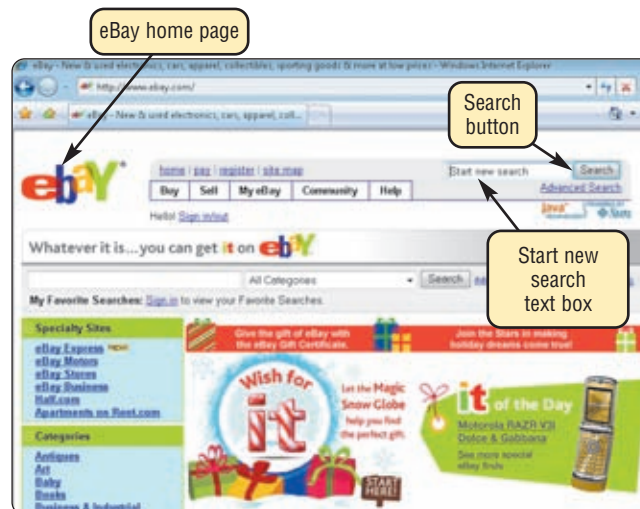 eBay home page
eBay - New & used electronics, cars, apparel, collectibles, sporting goods & more at low prices - Windows Internet Explorer
http://www.ebay.com/
eBay - New & used electronics, cars, apparel, coll...
Search
button
ebaY
home | pay | register | site map
Start new search
Search
Buy
Sell
My eBay
Community
Help
Advanced Search
Hello! Sign in/out
Java
Sun
Start new
search
text box
Whatever it is...you can get it on ebaY
All Categories
Search
My Favorite Searches: Sign in to view your Favorite Searches.
Specialty Sites
eBay Express
eBay Motors
eBay Stores
eBay Business
Half.com
Apartments on Rent.com
Categories
Antiques
Art
Baby
Books
Business & Industrial
Give the gift of eBay with
the eBay Gift Certificate.
Join the Stars in making
holiday dreams come true!
Wish for
it
Let the Magic
Snow Globe
help you find
the perfect gift.
START
HERE!
it of the Day
Motorola RAZR V3i
Dolce & Gabbana
See more special
eBay finds